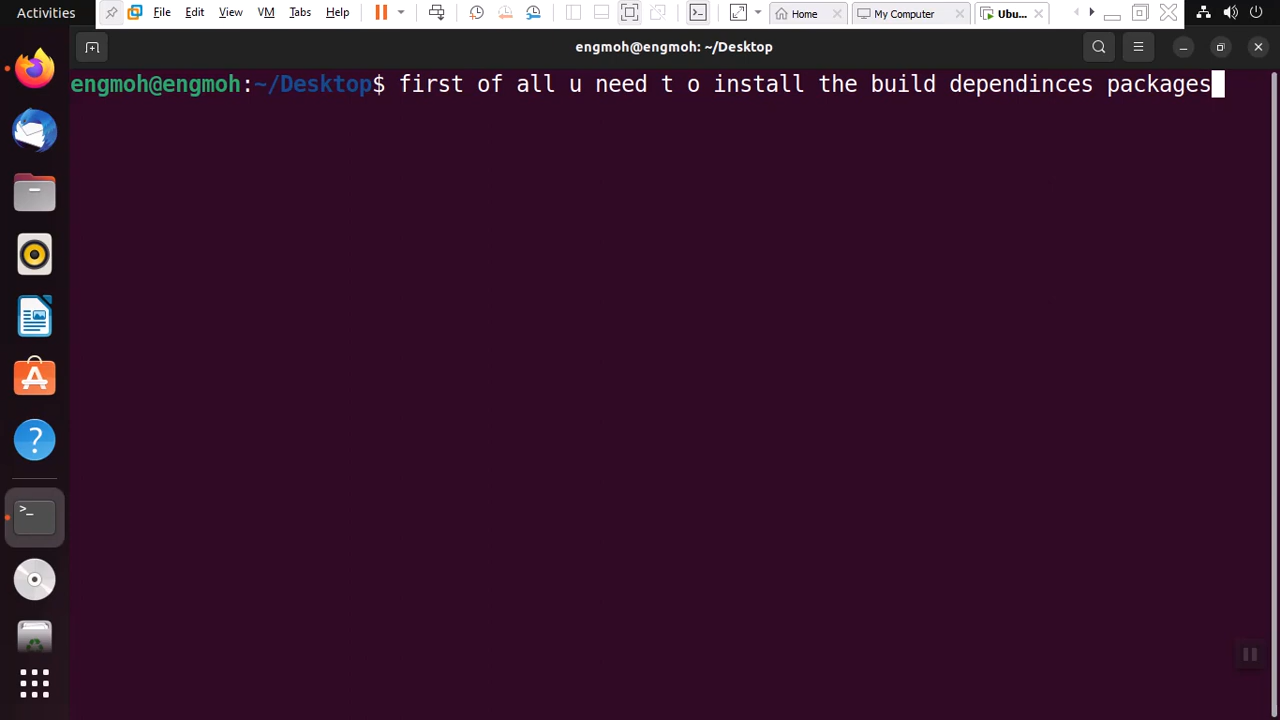 Activities File Edit View VM Tabs Help Home My Computer Ubu...
engmoh@engmoh: ~/Desktop
engmoh@engmoh:~/Desktop$ first of all u need t o install the build dependinces packages